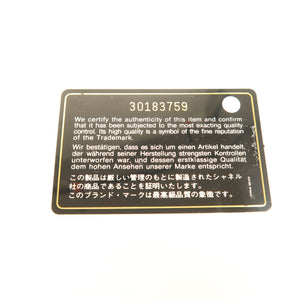 30183759
We certify the authenticity of this item and confirm
that it has been subjected to the most exacting quality
control. Its high quality is a symbol of the fine reputation
of the Trademark.
Wir bestätigen, dass es sich um einen Artikel handelt,
der während seiner Herstellung strengsten Kontrollen
unterworfen war, und dessen erstklassige Qualität
dem hohen Ansehen unserer Marke entspricht.
この製品は厳しい管理のもとに製造されたシャネル
社の商品であることを証明いたします。
このブランド・マークは最高級品質の象徴です。